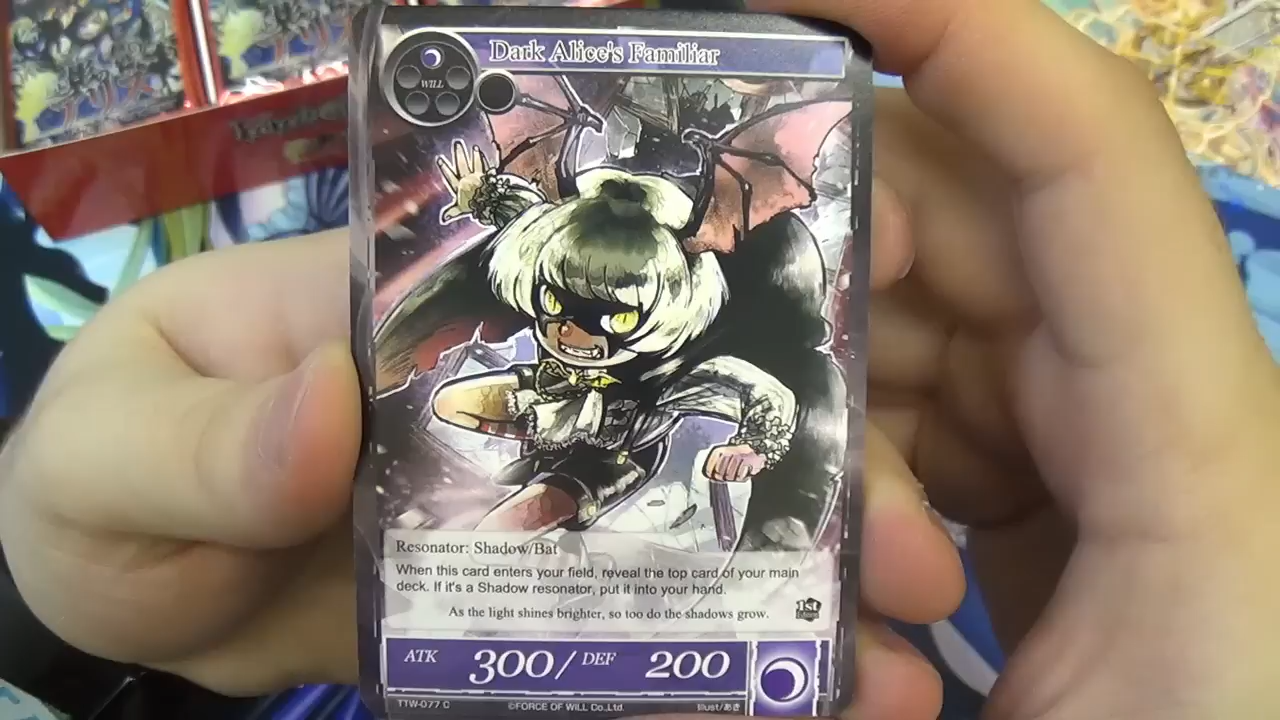 Dark Alice's Familiar
WILL
Resonator: Shadow/Bat
When this card enters your field, reveal the top card of your main
deck. If it's a Shadow resonator, put it into your hand.
As the light shines brighter, so too do the shadows grow.
1st
Edition
ATK 300/ DEF 200
TTW-077 C ©FORCE OF WILL Co.,Ltd. Illust/あき